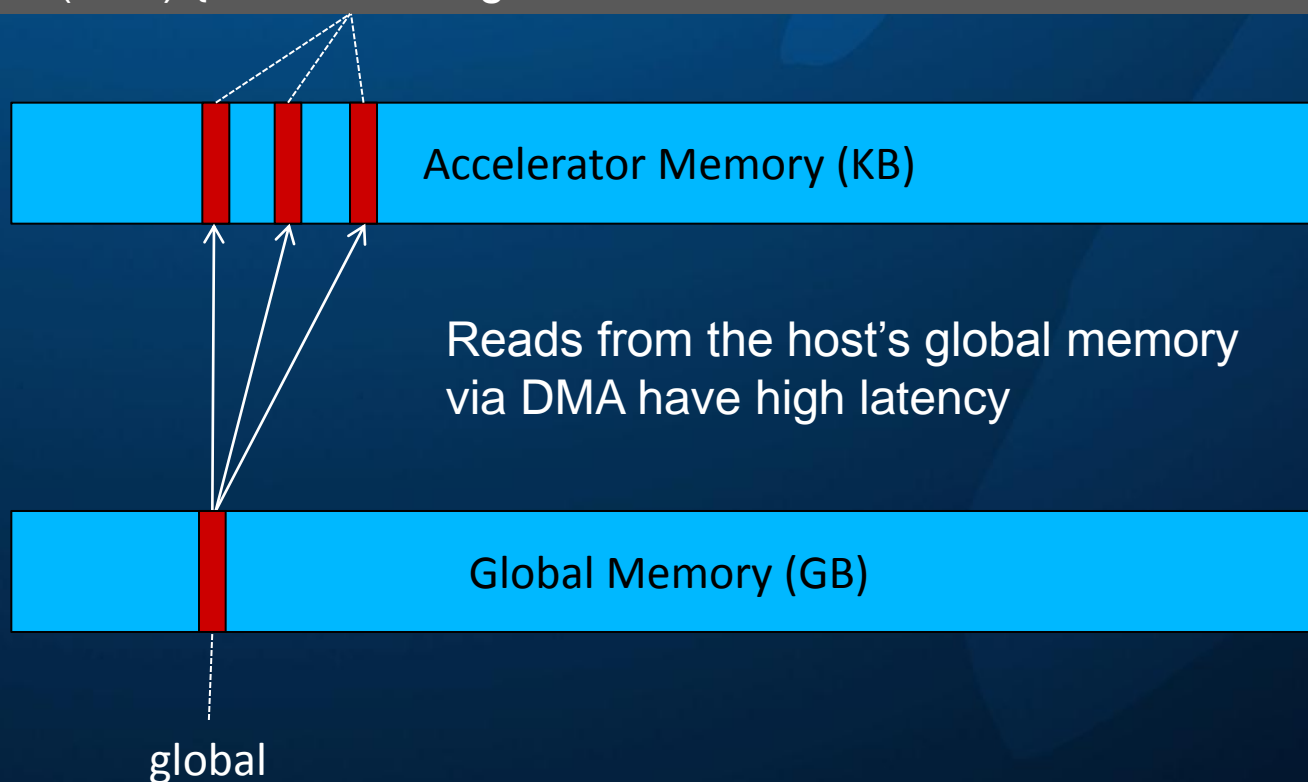 Accelerator Memory (KB)
Reads from the host’s global memory
via DMA have high latency
Global Memory (GB)
global